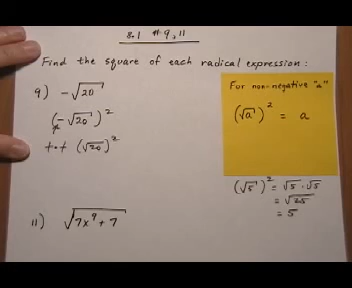 8.1 #9,11
Find the square of each radical expression:
9) -√20
(-√20)²
(√20)²
11) √7x⁹+7
For non-negative "a"
(√a)² = a
(√5)² = √5 · √5
= √25
= 5